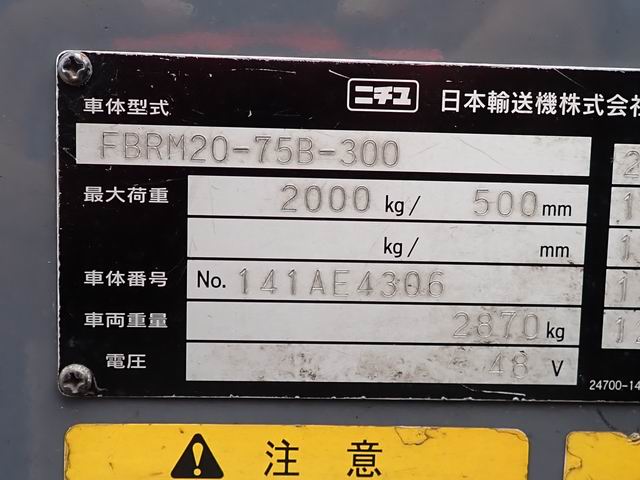 ニチユ 日本輸送機株式会社
車体型式
FBRM20-75B-300
最大荷重 2000 kg/ 500 mm
kg/ mm
車体番号 No. 141AE4306
車両重量 2870 kg
電圧 48 V
24700-14
注意